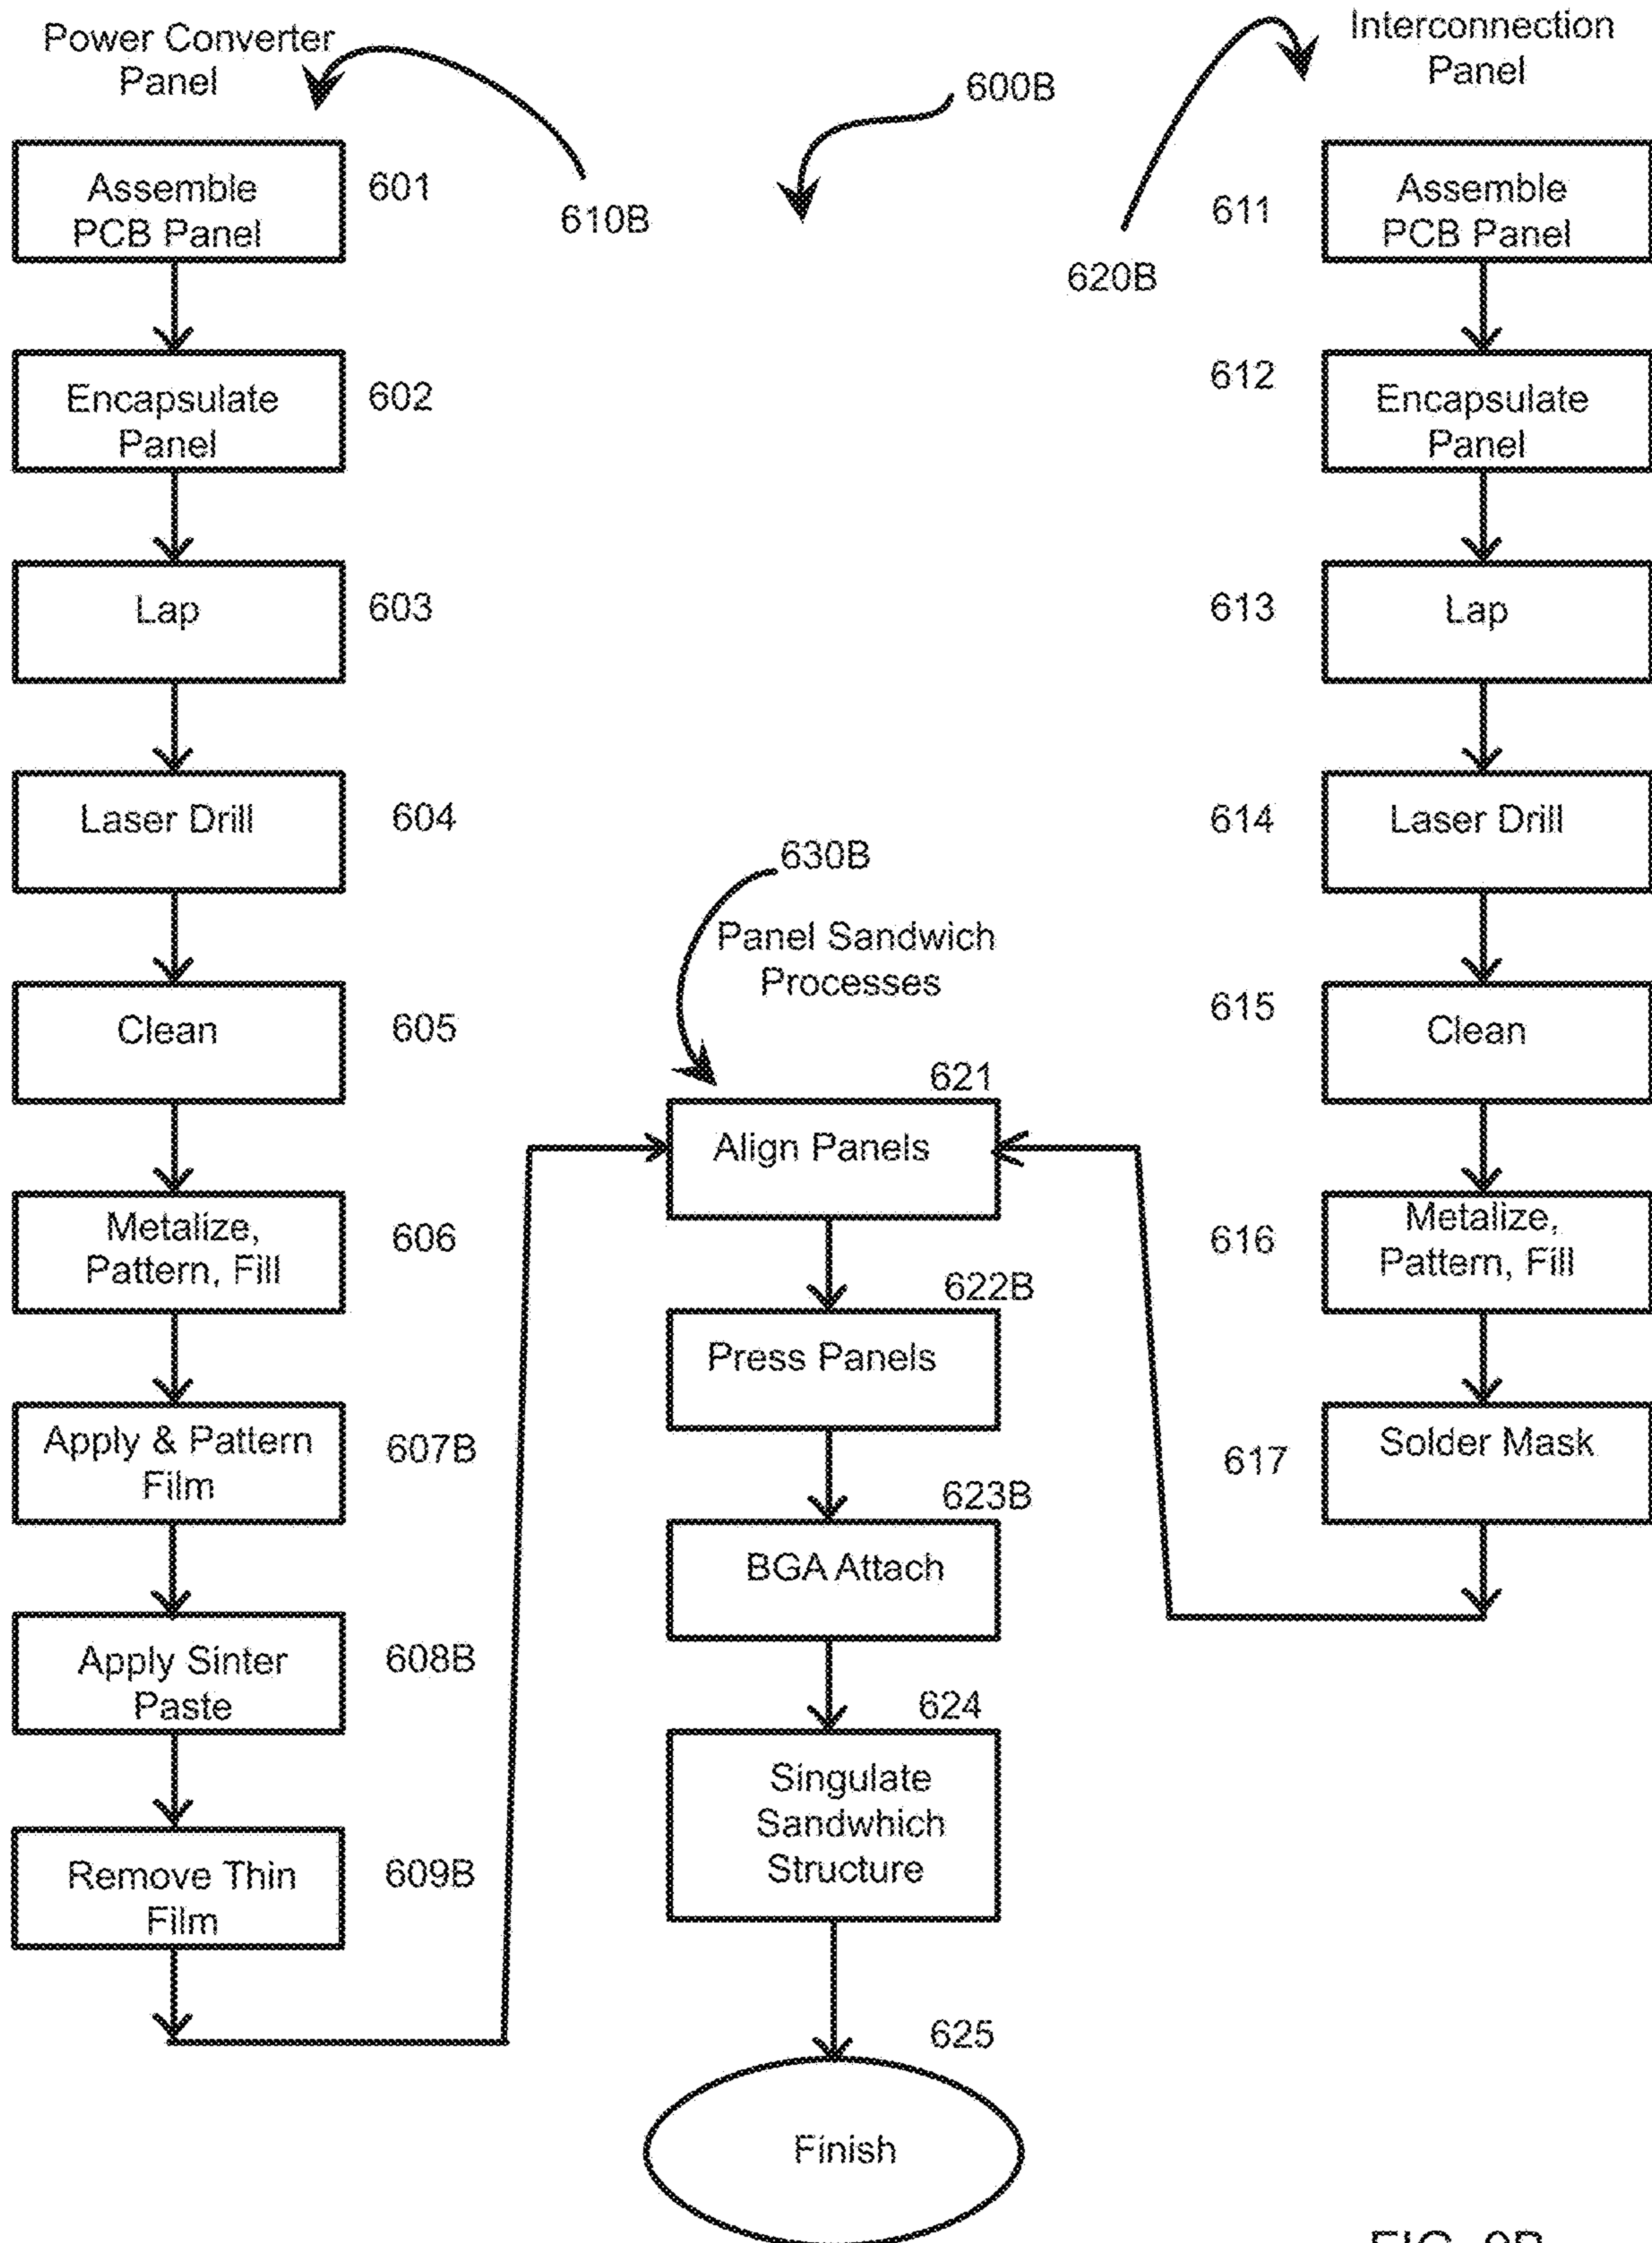 Power Converter
Panel
610B
600B
620B
Interconnection
Panel
Assemble
PCB Panel
601
Encapsulate
Panel
602
Lap
603
Laser Drill
604
Clean
605
Metalize,
Pattern, Fill
606
Apply & Pattern
Film
607B
Apply Sinter
Paste
608B
Remove Thin
Film
609B
611
Assemble
PCB Panel
612
Encapsulate
Panel
613
Lap
614
Laser Drill
615
Clean
616
Metalize,
Pattern, Fill
617
Solder Mask
630B
Panel Sandwich
Processes
621
Align Panels
622B
Press Panels
623B
BGA Attach
624
Singulate
Sandwhich
Structure
625
Finish
FIG. 9B